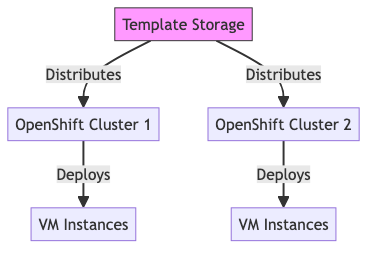 Template Storage
Distributes
Distributes
OpenShift Cluster 1
OpenShift Cluster 2
Deploys
Deploys
VM Instances
VM Instances